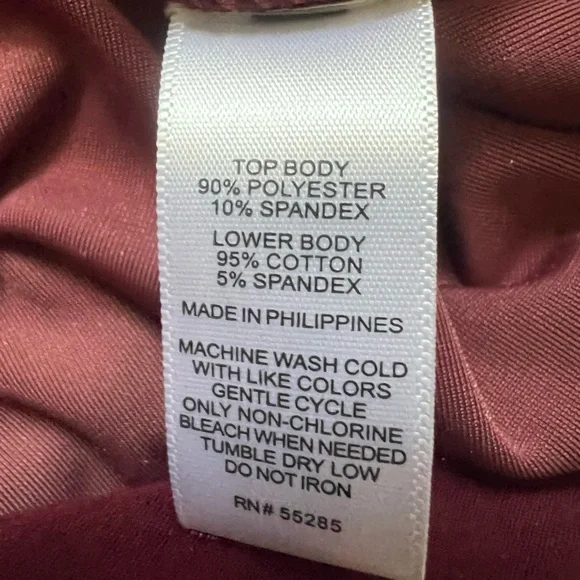 TOP BODY
90% POLYESTER
10% SPANDEX
LOWER BODY
95% COTTON
5% SPANDEX
MADE IN PHILIPPINES
MACHINE WASH COLD
WITH LIKE COLORS
GENTLE CYCLE
ONLY NON-CHLORINE
BLEACH WHEN NEEDED
TUMBLE DRY LOW
DO NOT IRON
RN# 55285